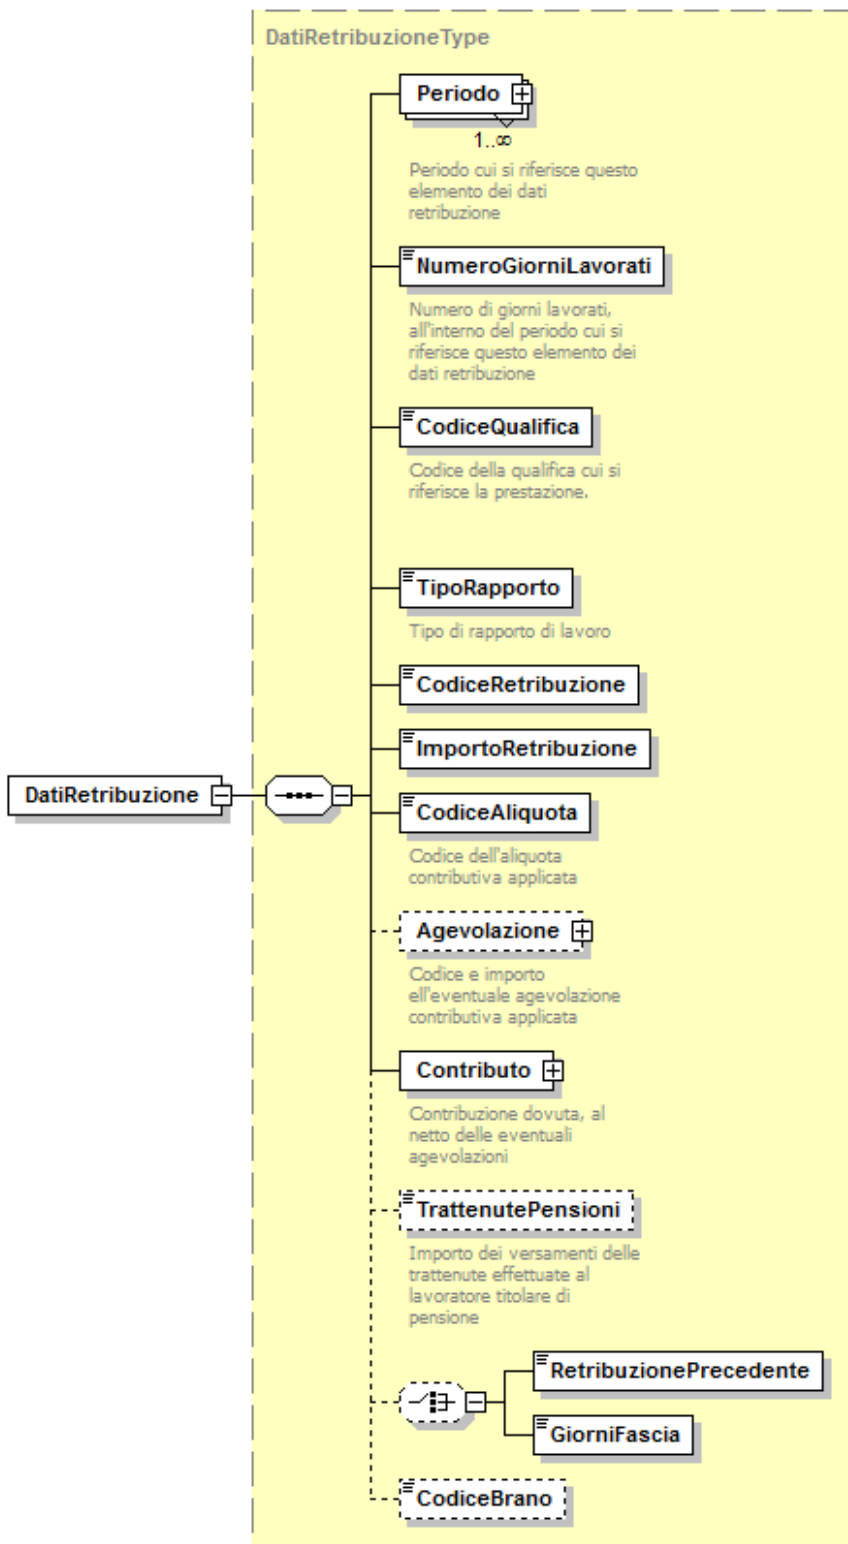 DatiRetribuzioneType
Periodo
1..∞
Periodo cui si riferisce questo
elemento dei dati
retribuzione
NumeroGiorniLavorati
Numero di giorni lavorati,
all'interno del periodo cui si
riferisce questo elemento dei
dati retribuzione
CodiceQualifica
Codice della qualifica cui si
riferisce la prestazione.
TipoRapporto
Tipo di rapporto di lavoro
CodiceRetribuzione
ImportoRetribuzione
DatiRetribuzione
CodiceAliquota
Codice dell'aliquota
contributiva applicata
Agevolazione
Codice e importo
ell'eventuale agevolazione
contributiva applicata
Contributo
Contribuzione dovuta, al
netto delle eventuali
agevolazioni
TrattenutePensioni
Importo dei versamenti delle
trattenute effettuate al
lavoratore titolare di
pensione
RetribuzionePrecedente
GiorniFascia
CodiceBrano